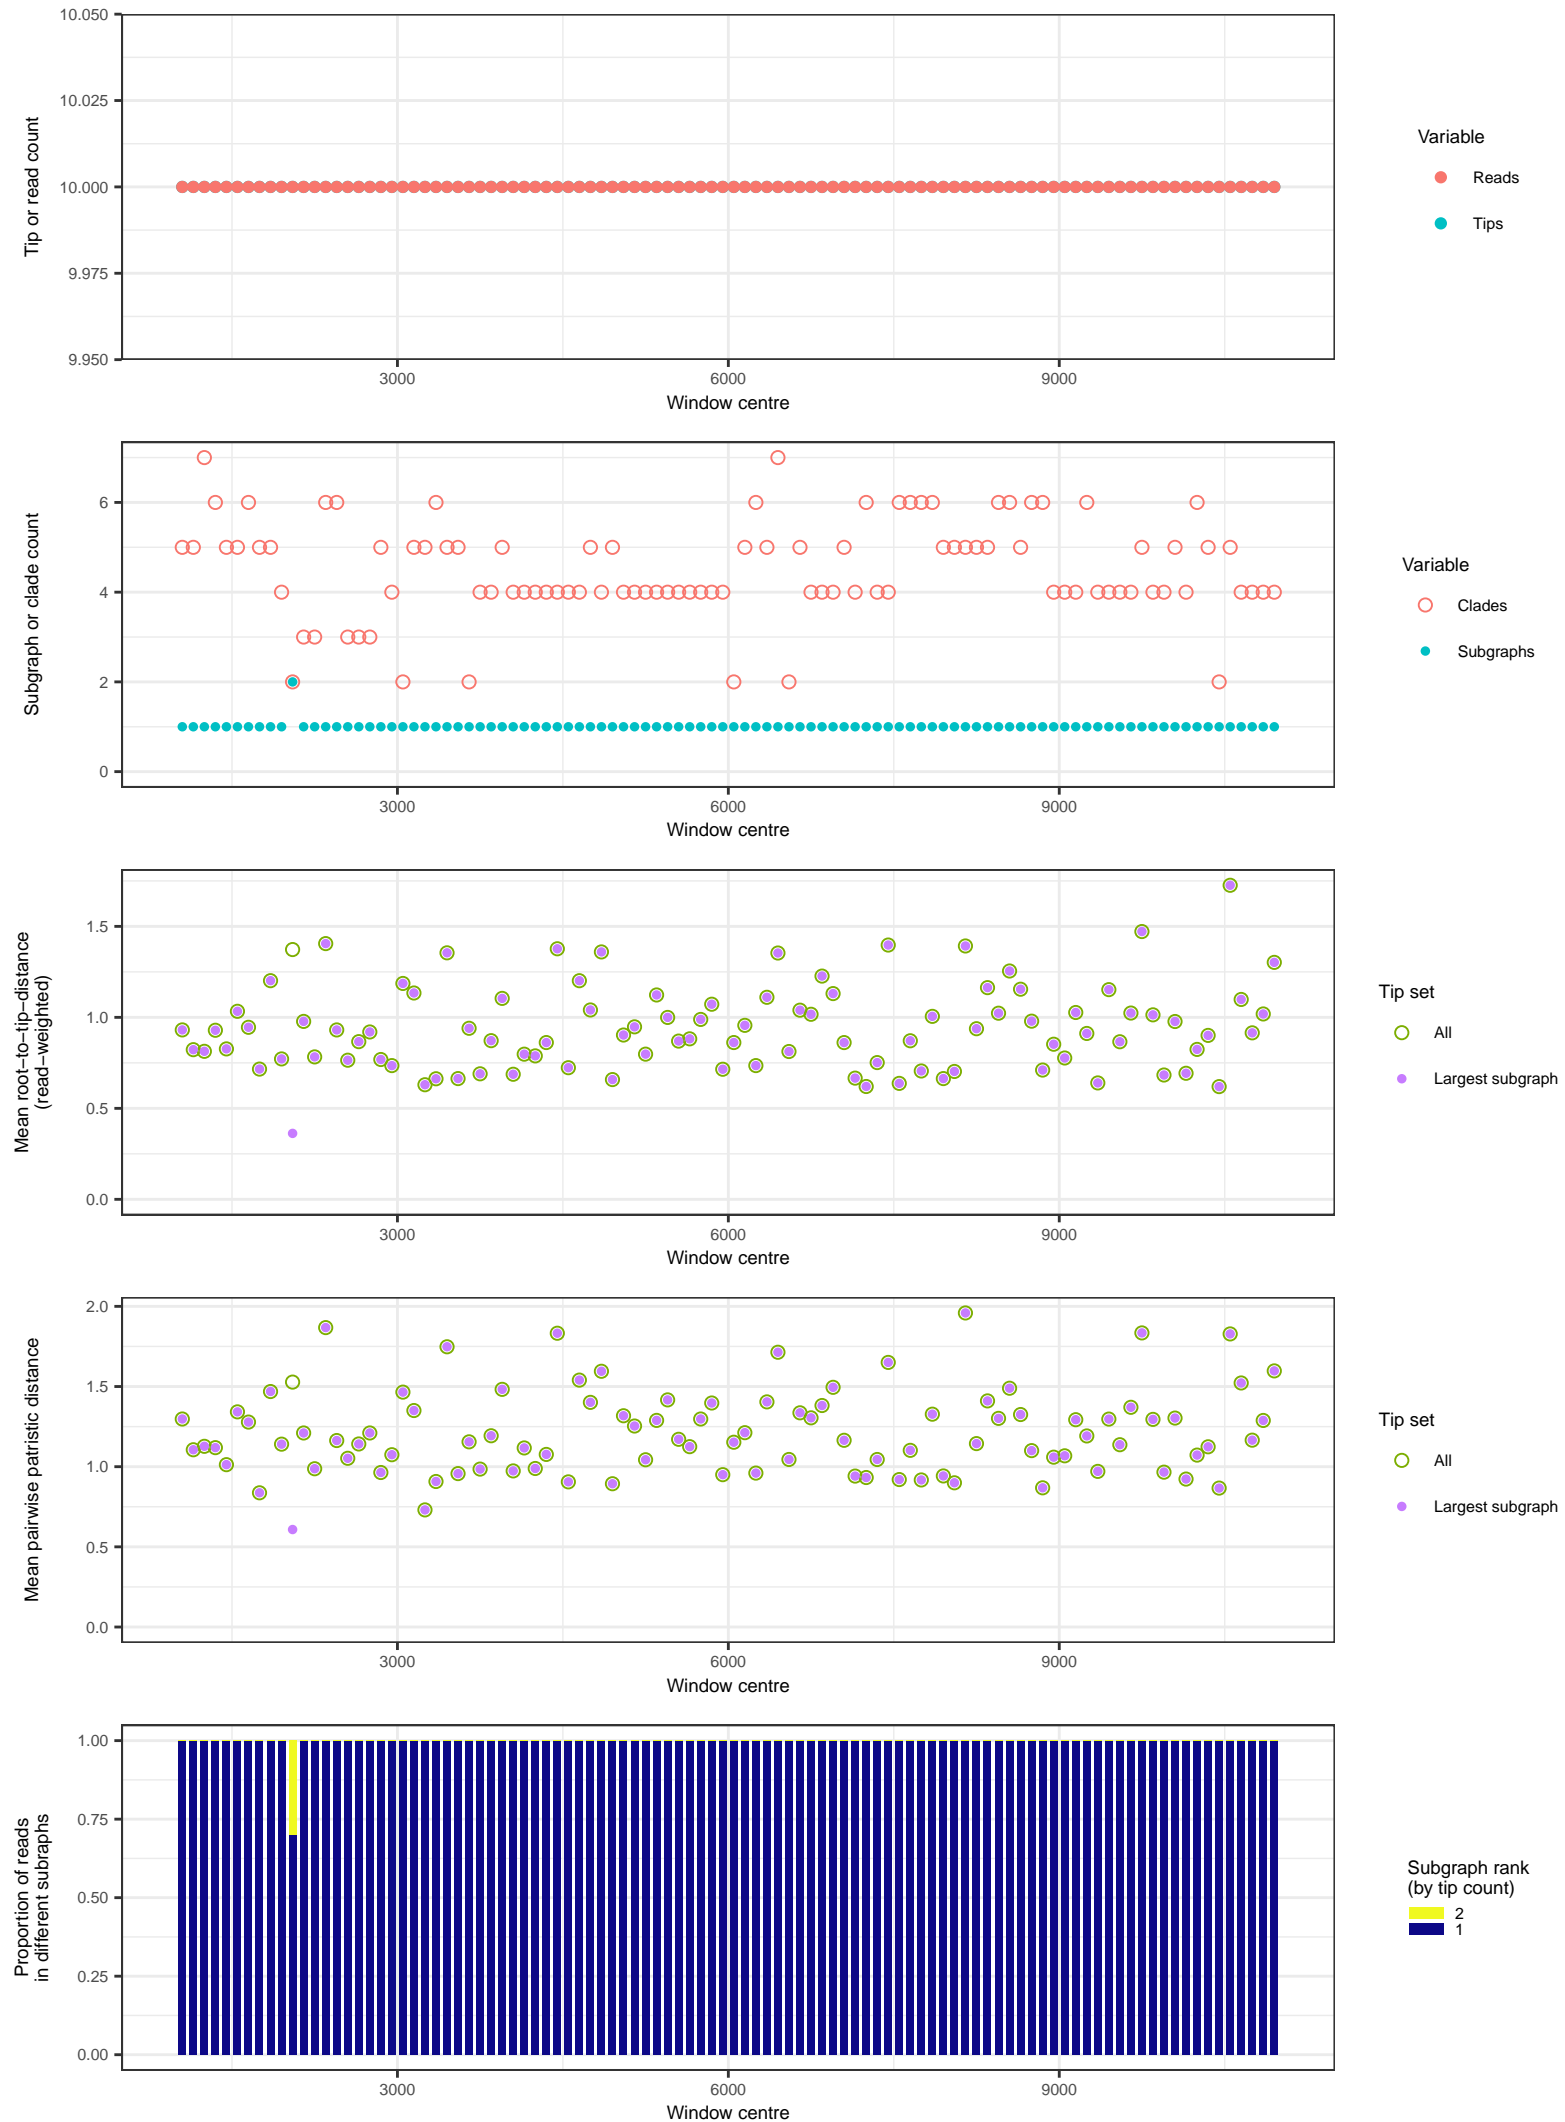 10.050
10.025
10.000
9.975
9.950
Tip or read count
3000
6000
9000
Window centre
Variable
Reads
Tips
6
4
2
0
Subgraph or clade count
3000
6000
9000
Window centre
Variable
Clades
Subgraphs
1.5
1.0
0.5
0.0
Mean root−to−tip−distance
(read−weighted)
3000
6000
9000
Window centre
Tip set
All
Largest subgraph
2.0
1.5
1.0
0.5
0.0
Mean pairwise patristic distance
3000
6000
9000
Window centre
Tip set
All
Largest subgraph
1.00
0.75
0.50
0.25
0.00
Proportion of reads
in different subraphs
3000
6000
9000
Window centre
Subgraph rank
(by tip count)
2
1